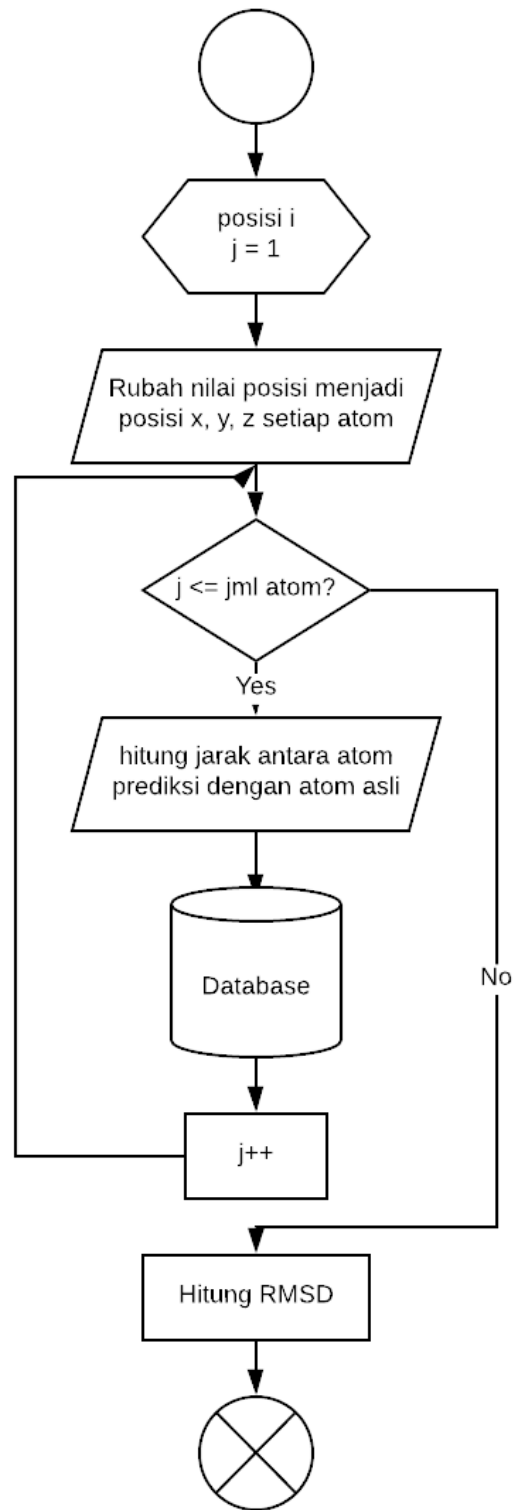 posisi i
j = 1
Rubah nilai posisi menjadi
posisi x, y, z setiap atom
j <= jml atom?
Yes
hitung jarak antara atom
prediksi dengan atom asli
Database
No
j++
Hitung RMSD